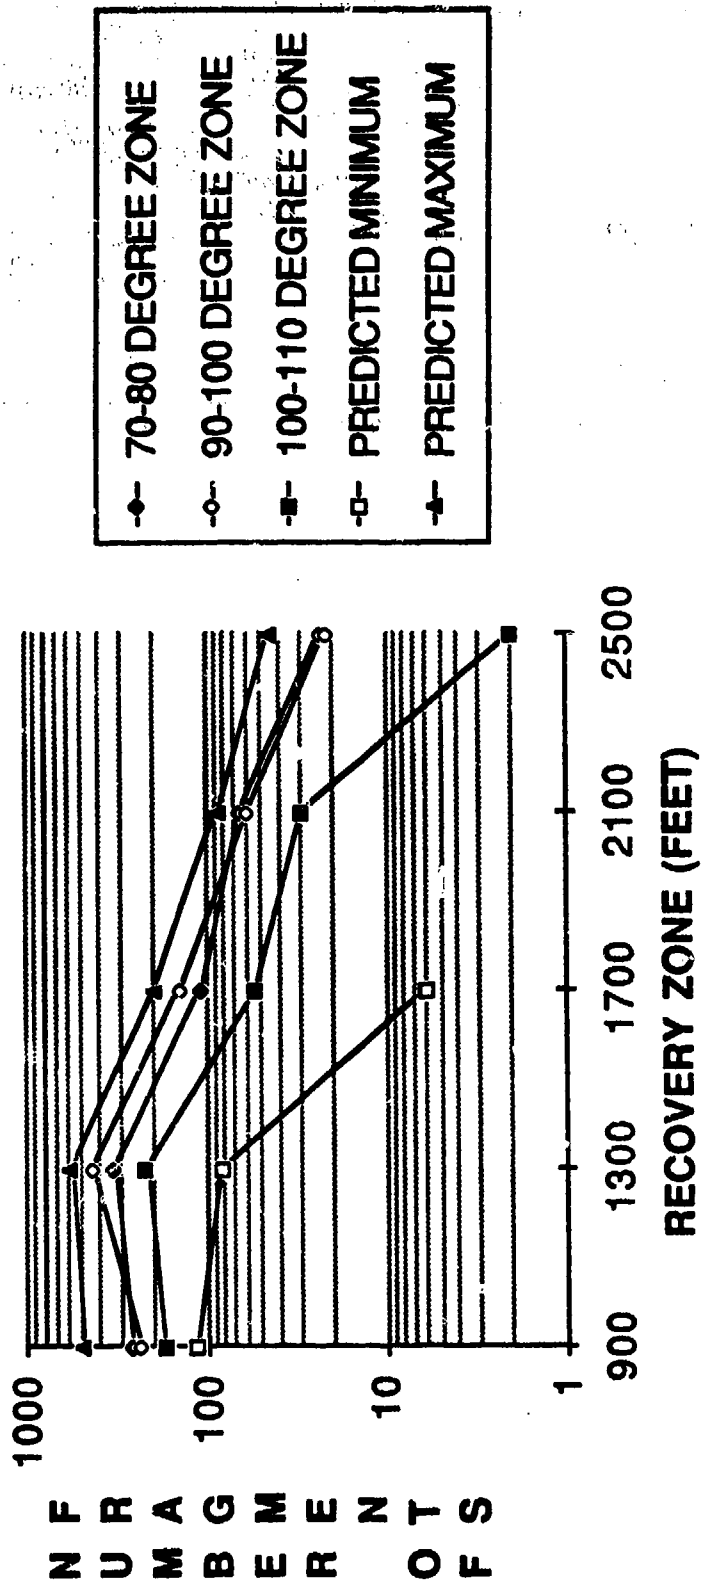 N F
U R
M A
B G
E M
R E
N
O T
F S
1000
100
10
1
900 1300 1700 2100 2500
RECOVERY ZONE (FEET)
70-80 DEGREE ZONE
90-100 DEGREE ZONE
100-110 DEGREE ZONE
PREDICTED MINIMUM
PREDICTED MAXIMUM